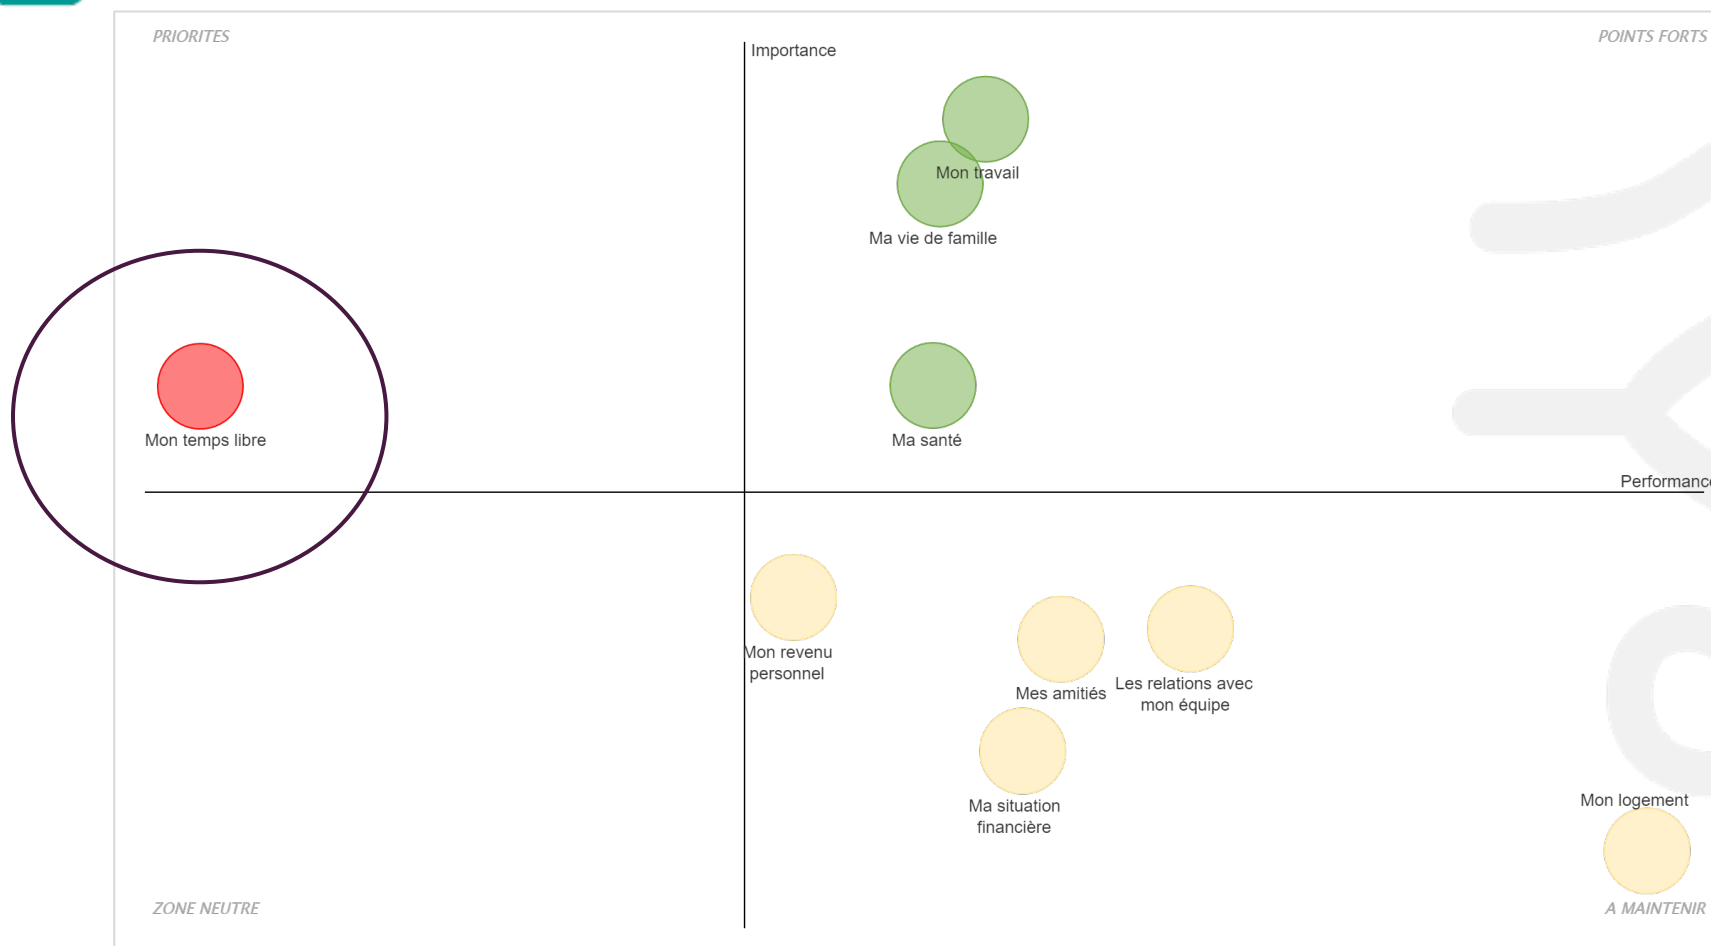 PRIORITES
POINTS FORTS
Importance
Mon travail
Ma vie de famille
Mon temps libre
Ma santé
Performance
Mon revenu
personnel
Mes amitiés
Les relations avec
mon équipe
Ma situation
financière
Mon logement
ZONE NEUTRE
A MAINTENIR